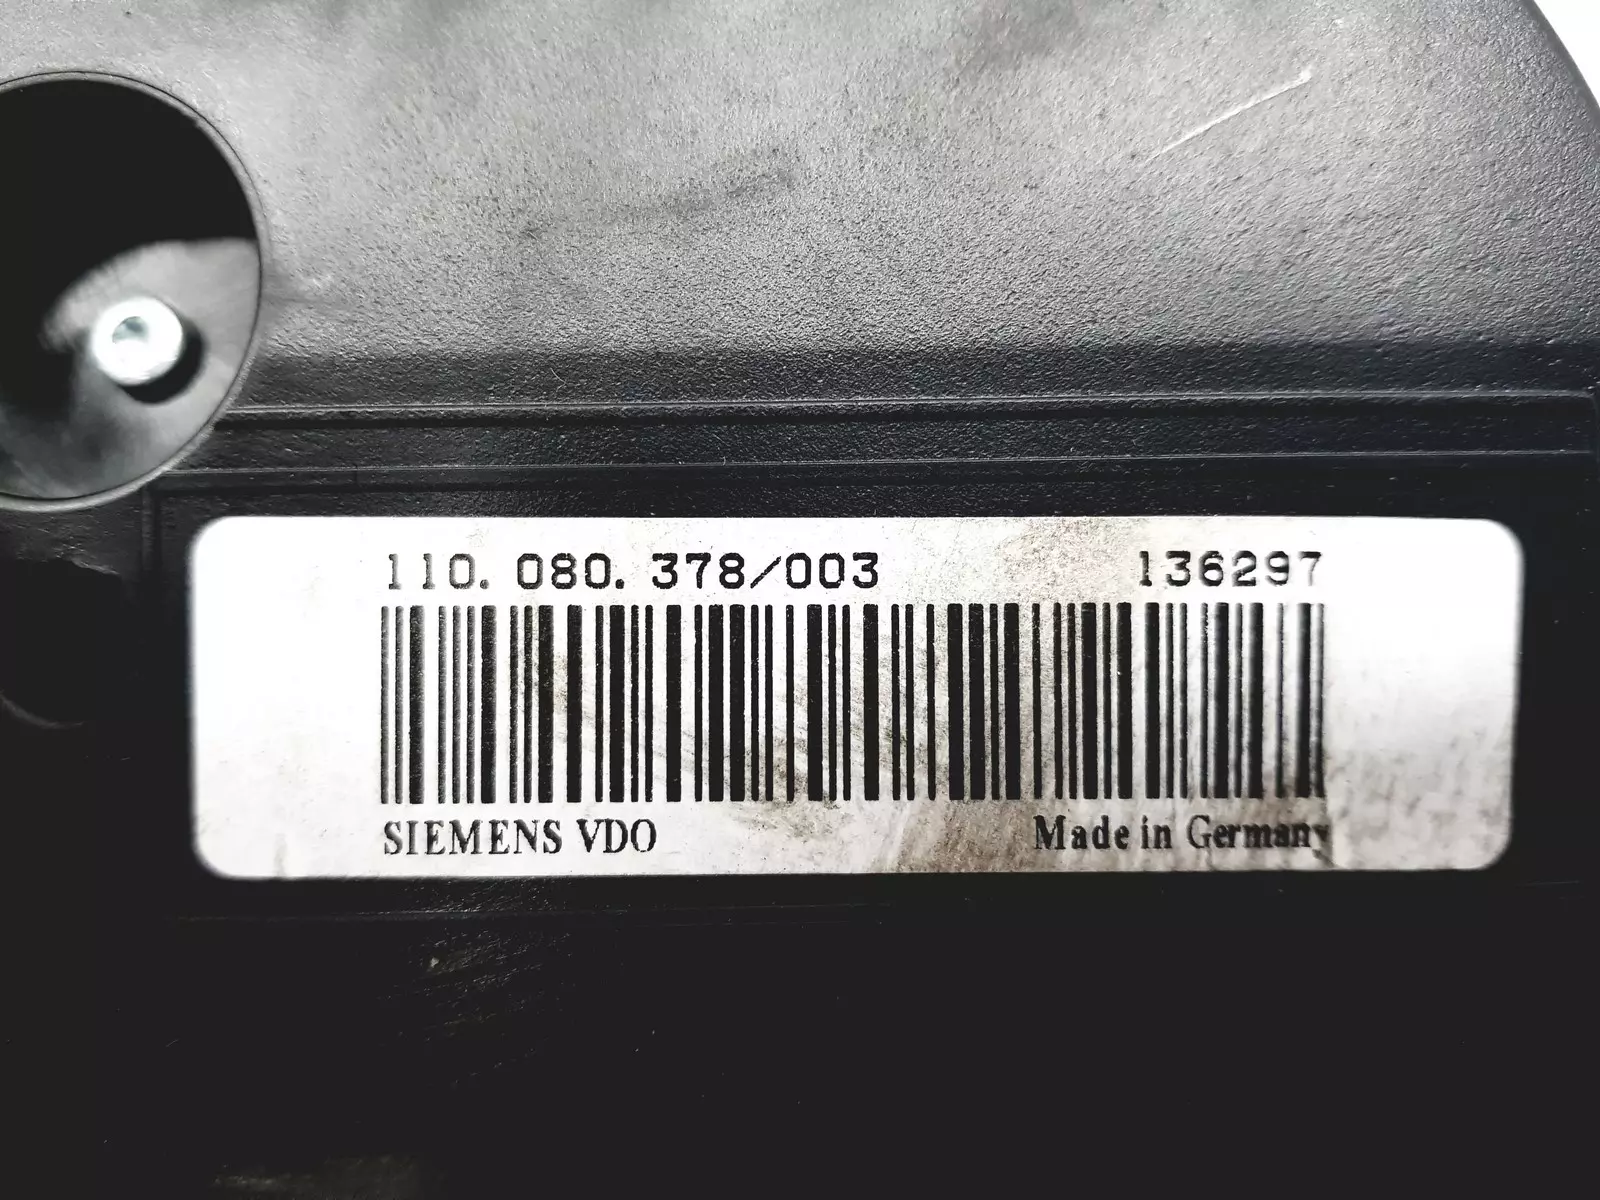 110.080.378/003 136297
SIEMENS VDO Made in Germany